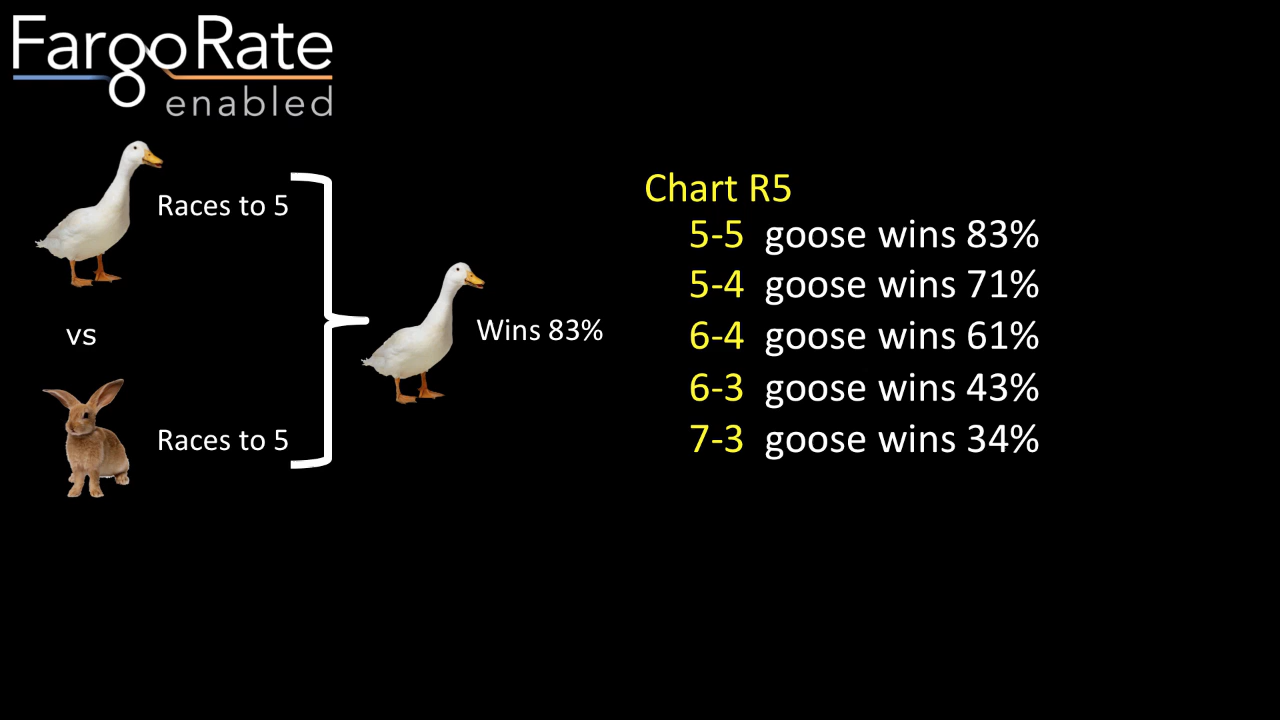 FargoRate
enabled
Races to 5
vs
Races to 5
Wins 83%
Chart R5
5-5 goose wins 83%
5-4 goose wins 71%
6-4 goose wins 61%
6-3 goose wins 43%
7-3 goose wins 34%